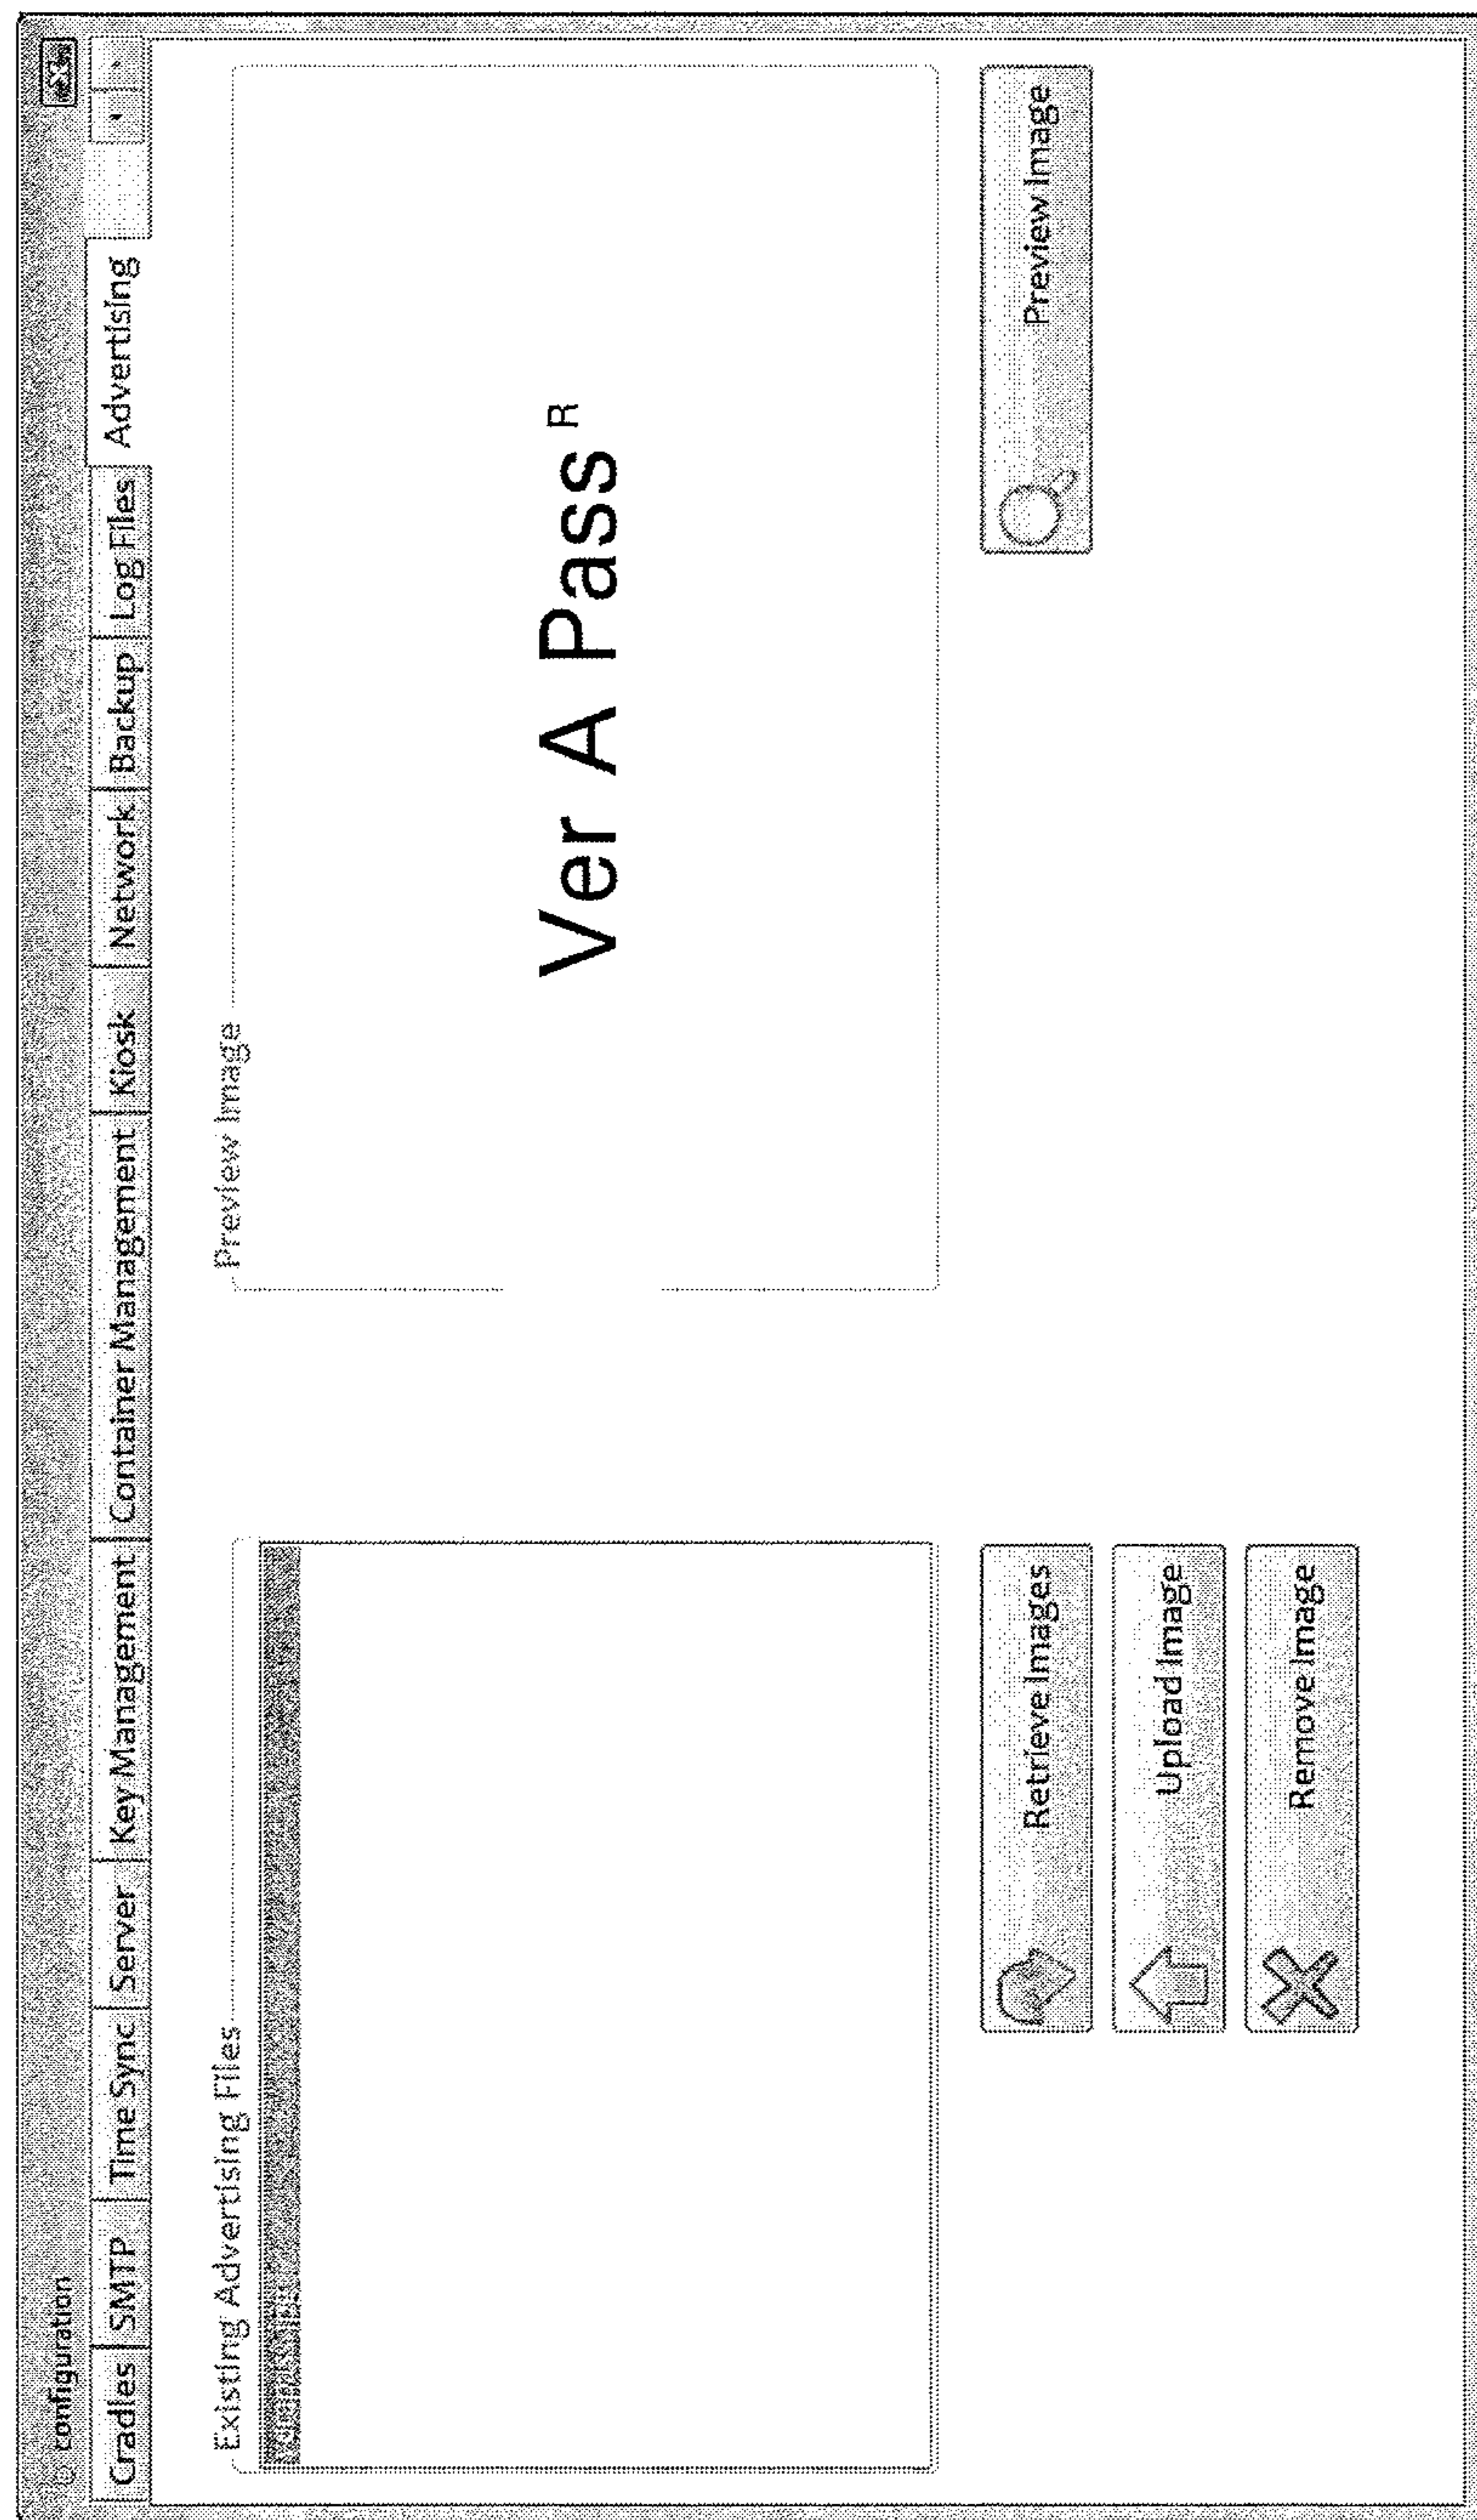 Configuration
Cradles SMTP Time Sync Server Key Management Container Management Kiosk Network Backup Log Files Advertising
Existing Advertising Files
Preview Image
Ver A Pass R
Retrieve Images
Preview Image
Upload Image
Remove Image